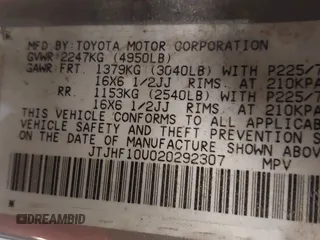 MFD.BY:TOYOTA MOTOR CORPORATION
GVWR:2247KG (4950LB)
GAWR:FRT. 1379KG (3040LB) WITH P225/7
16X6 1/2JJ RIMS AT 210KPA
RR. 1153KG (2540LB) WITH P225/7
16X6 1/2JJ RIMS AT 210KPA
THIS VEHICLE CONFORMS TO ALL APPLICABLE
VEHICLE SAFETY AND THEFT PREVENTION S
ON THE DATE OF MANUFACTURE SHOWN ABOV
JTJHF10U020292307 MPV
DREAMBID